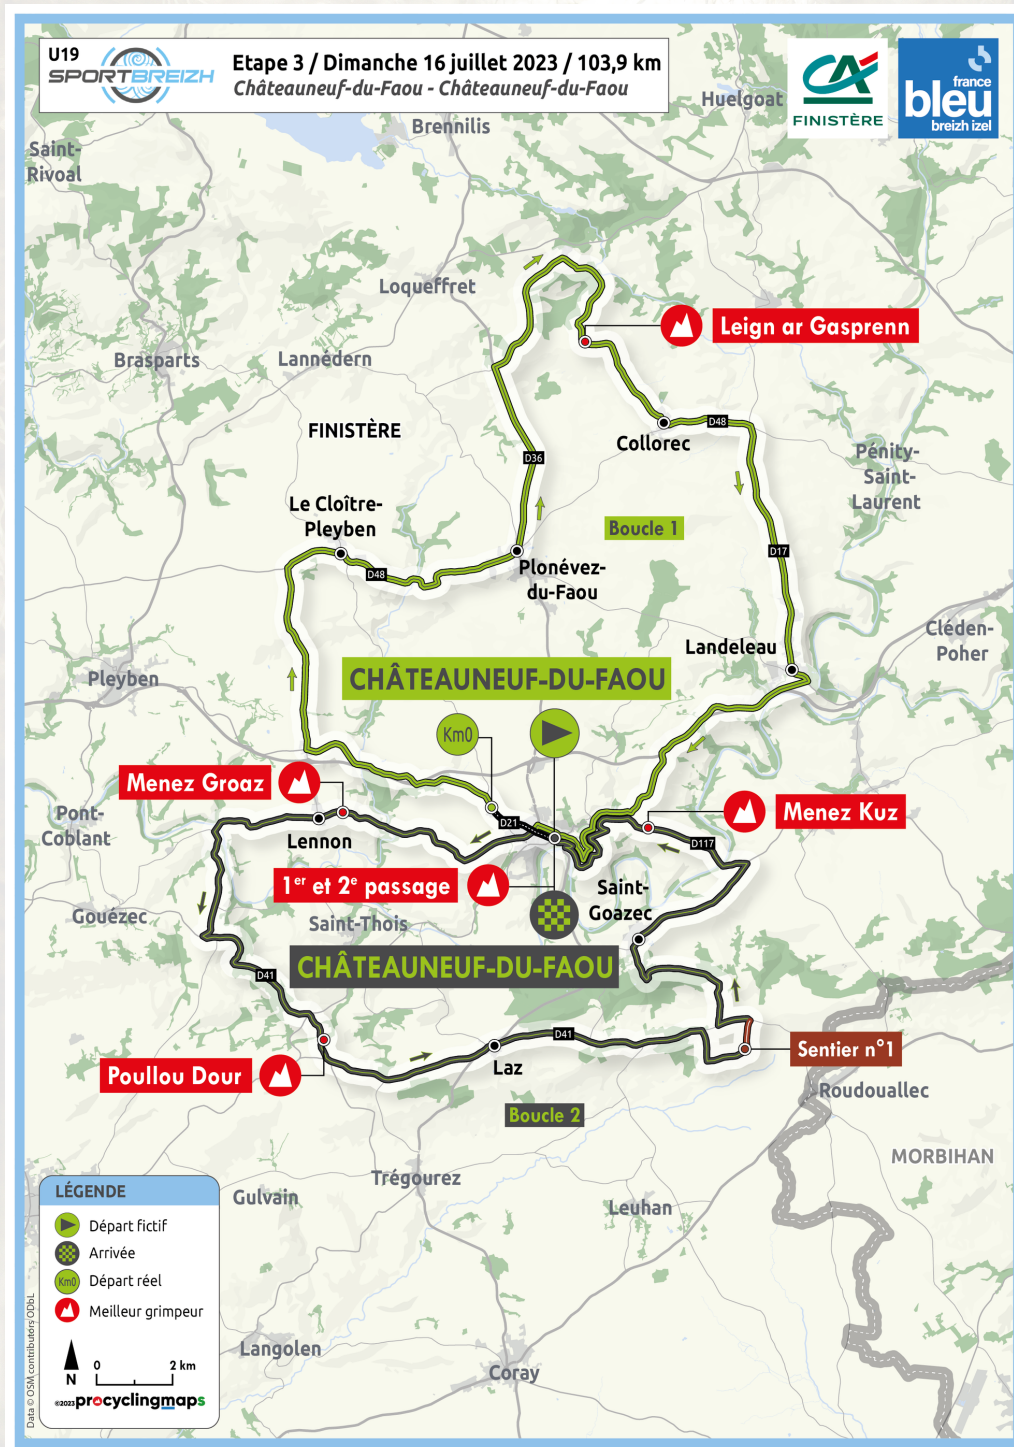 U19
SPORTBREIZH
Etape 3 / Dimanche 16 juillet 2023 / 103,9 km
Châteauneuf-du-Faou - Châteauneuf-du-Faou
CA
FINISTÈRE
france
bleu
breizh izel
Huelgoat
Brennilis
Saint-
Rivoal
Loqueffret
Leign ar Gasprenn
Brasparts
Lannédern
FINISTÈRE
Collorec
D48
D36
Pénity-
Saint-
Laurent
Le Cloître-
Pleyben
Boucle 1
D17
D48
Plonévez-
du-Faou
Landeleau
Cléden-
Poher
Pleyben
CHÂTEAUNEUF-DU-FAOU
Km0
Menez Groaz
Menez Kuz
Pont-
Coblant
D21
Lennon
D117
1er et 2e passage
Saint-
Goazec
Gouézec
Saint-Thois
CHÂTEAUNEUF-DU-FAOU
D41
D41
Sentier n°1
Laz
Poullou Dour
Roudouallec
Boucle 2
MORBIHAN
Trégourez
Gulvain
Leuhan
LÉGENDE
Départ fictif
Arrivée
Km0
Départ réel
Meilleur grimpeur
Langolen
Coray
N
0
2 km
©2023 procyclingmaps
Data © OSM contributors ODbL